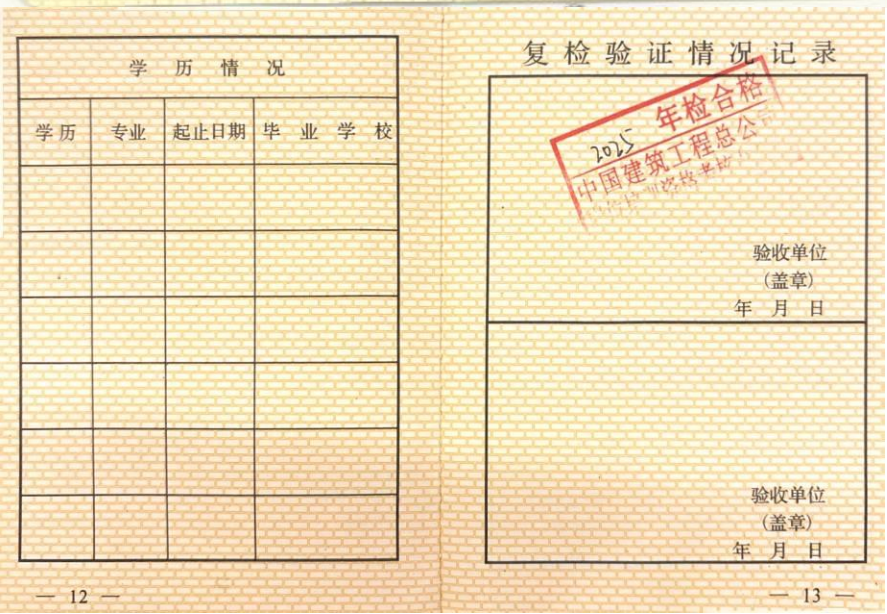 学历情况
学历 专业 起止日期 毕业学校
— 12 —
复检验证情况记录
2025 年检合格
中国建筑工程总公司
验收单位
(盖章)
年 月 日
验收单位
(盖章)
年 月 日
— 13 —